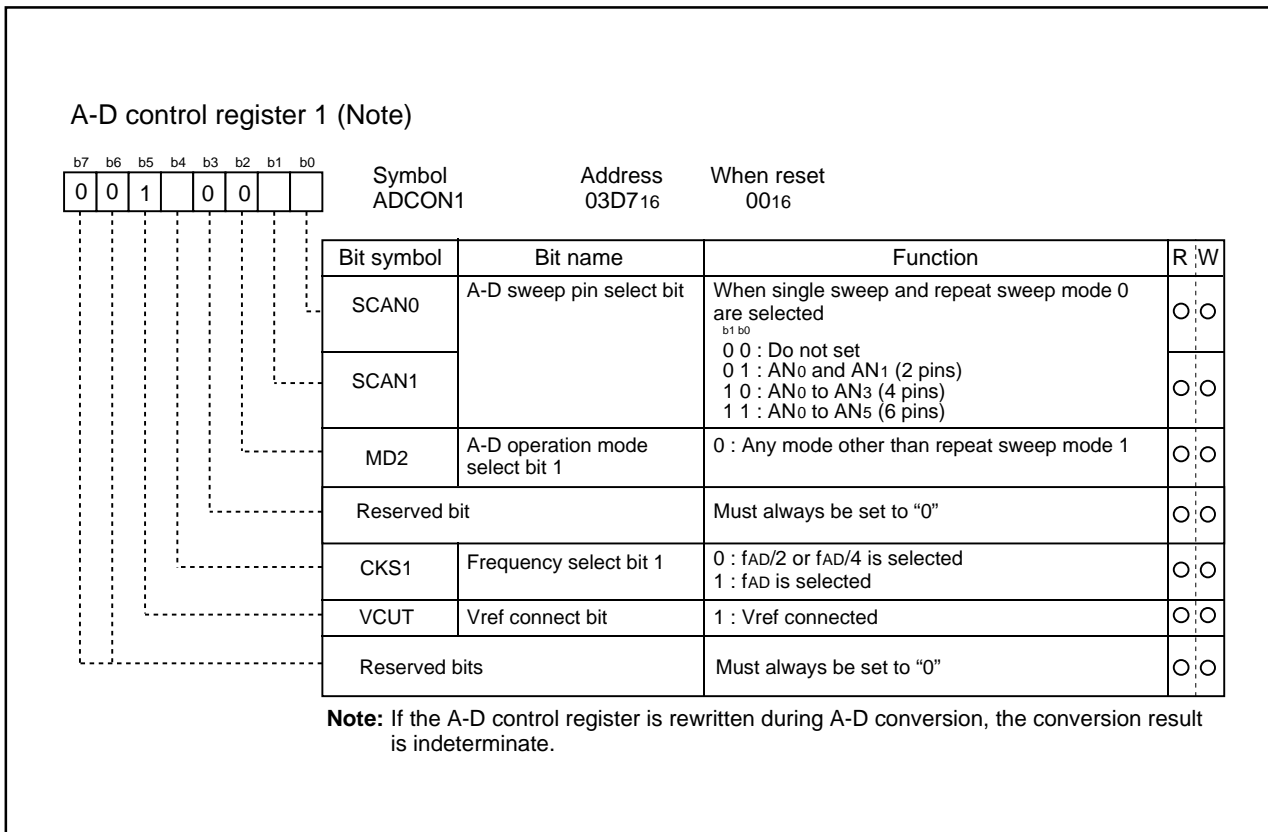 A-D control register 1 (Note)
b7 b6 b5 b4 b3 b2 b1 b0
0 0 1 0 0
Symbol Address When reset
ADCON1 03D716 0016
Bit symbol Bit name Function R W
SCAN0 A-D sweep pin select bit When single sweep and repeat sweep mode 0
are selected
b1 b0
0 0 : Do not set
SCAN1 0 1 : AN0 and AN1 (2 pins)
1 0 : AN0 to AN3 (4 pins)
1 1 : AN0 to AN5 (6 pins)
MD2 A-D operation mode
select bit 1 0 : Any mode other than repeat sweep mode 1
Reserved bit Must always be set to “0”
CKS1 Frequency select bit 1 0 : fAD/2 or fAD/4 is selected
1 : fAD is selected
VCUT Vref connect bit 1 : Vref connected
Reserved bits Must always be set to “0”
Note: If the A-D control register is rewritten during A-D conversion, the conversion result
is indeterminate.